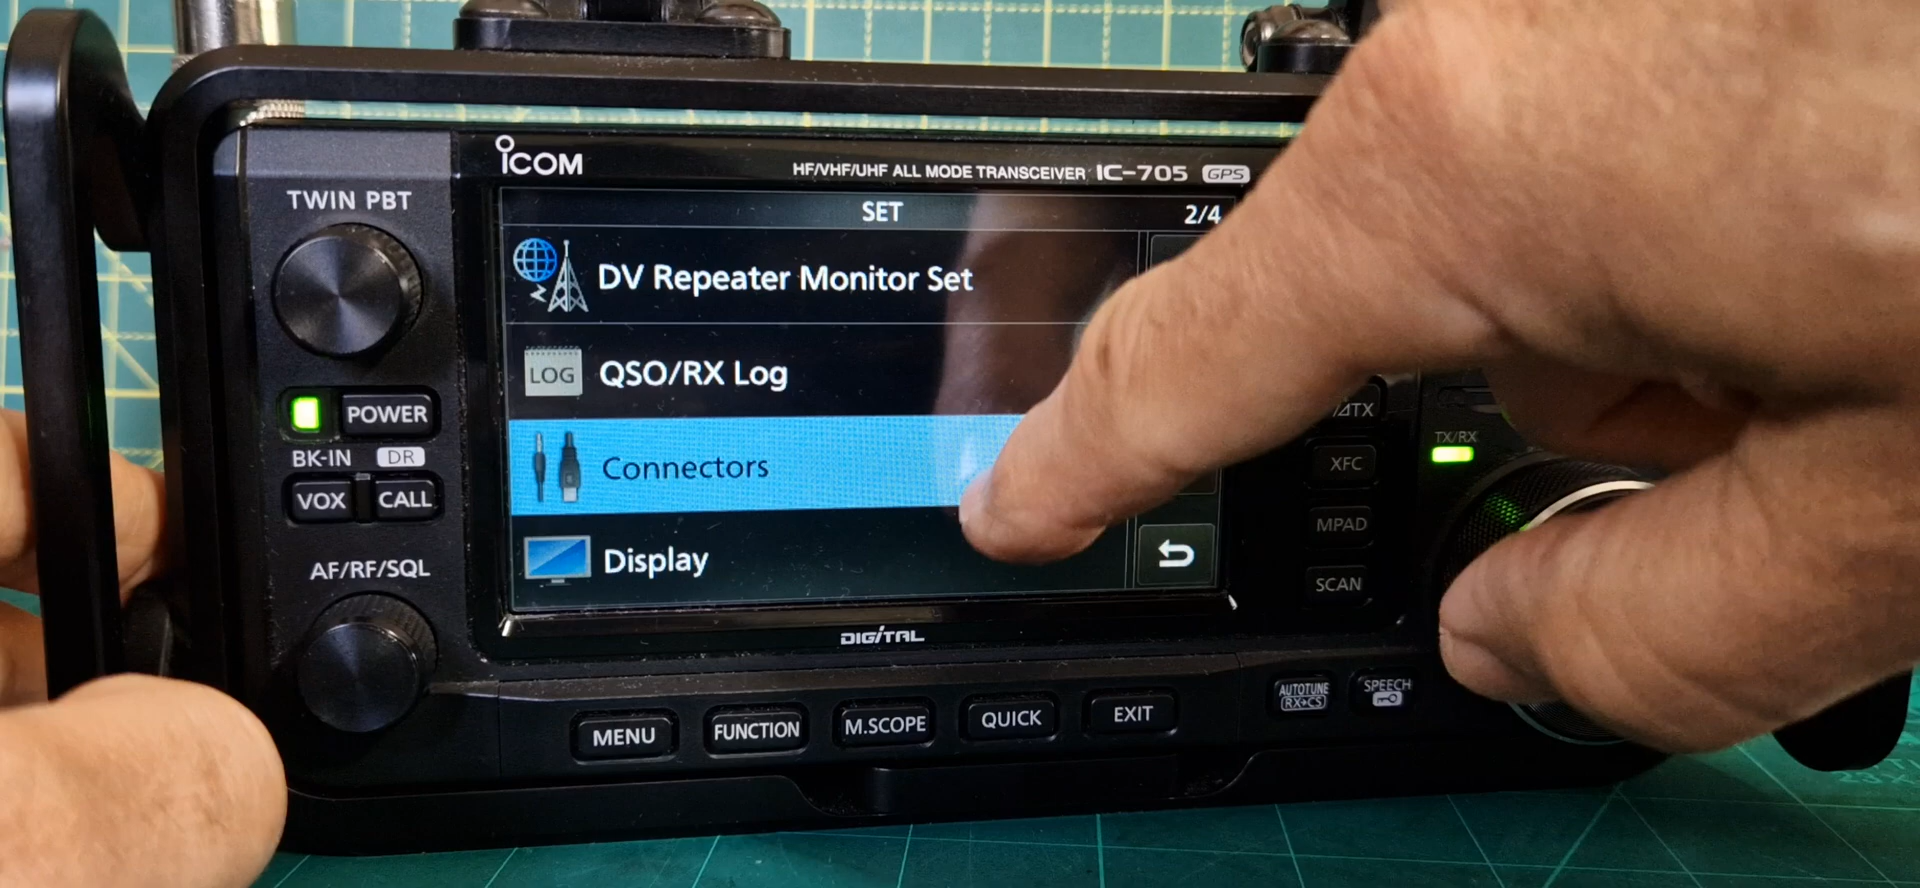 ICOM
HF/VHF/UHF ALL MODE TRANSCEIVER IC-705 GPS
TWIN PBT
SET 2/4
DV Repeater Monitor Set
LOG QSO/RX Log
Connectors
Display
POWER
BK-IN DR
VOX CALL
AF/RF/SQL
⊿TX
TX/RX
XFC
MPAD
SCAN
DIGITAL
MENU FUNCTION M.SCOPE QUICK EXIT
AUTOTUNE SPEECH
RX→CS